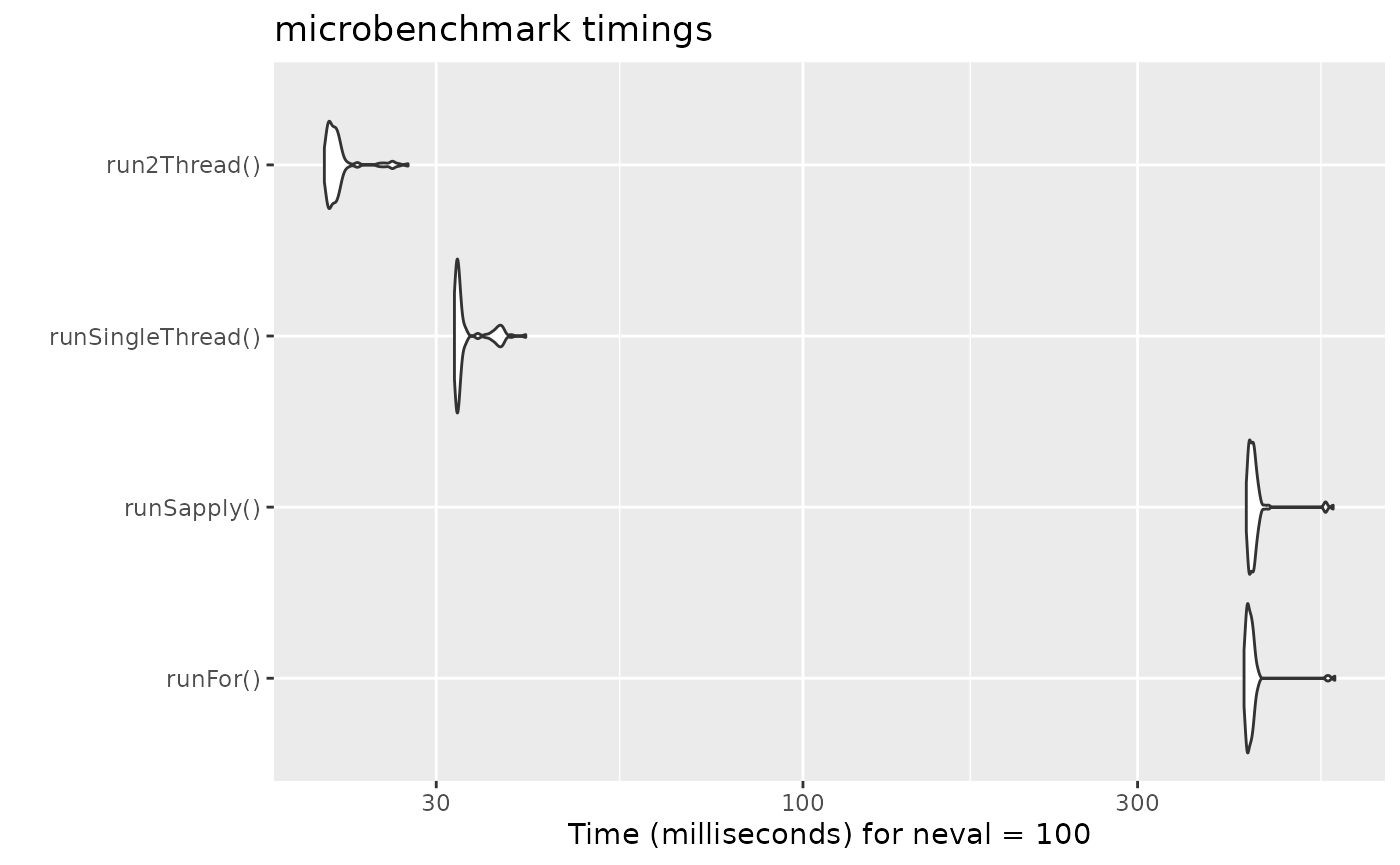 microbenchmark timings
run2Thread()
runSingleThread()
runSapply()
runFor()
30 100 300
Time (milliseconds) for neval = 100